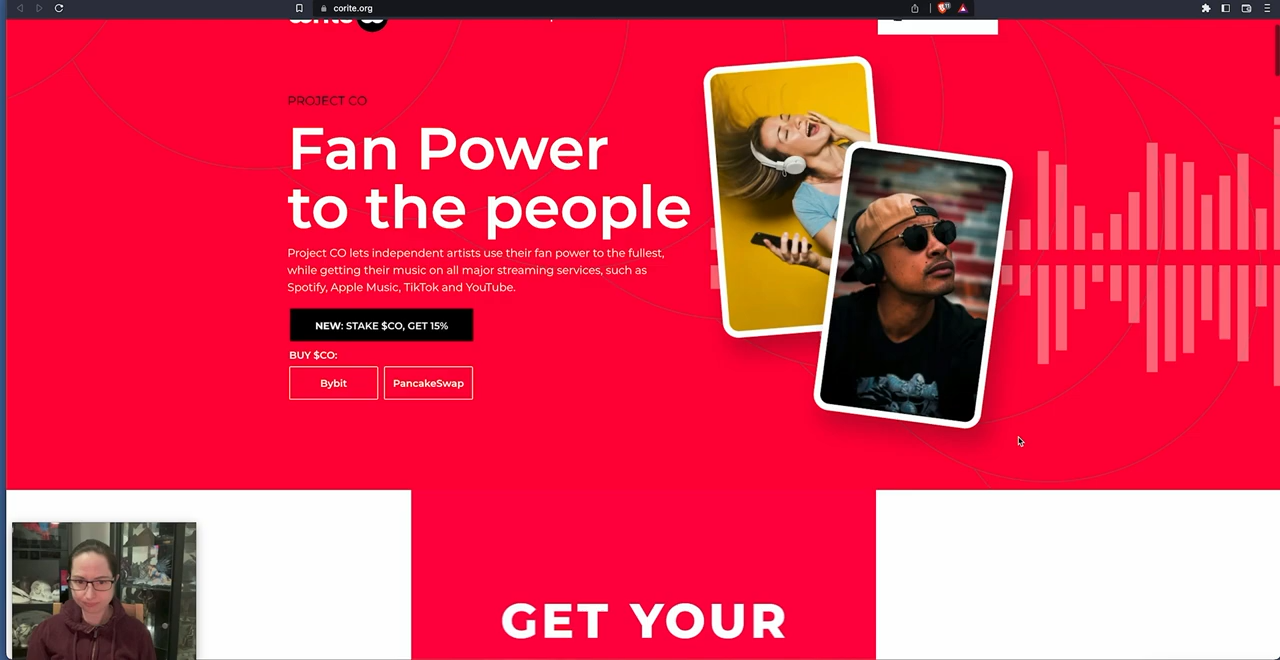 corite.org
PROJECT CO
Fan Power
to the people
Project CO lets independent artists use their fan power to the fullest,
while getting their music on all major streaming services, such as
Spotify, Apple Music, TikTok and YouTube.
NEW: STAKE $CO, GET 15%
BUY $CO:
Bybit
PancakeSwap
GET YOUR